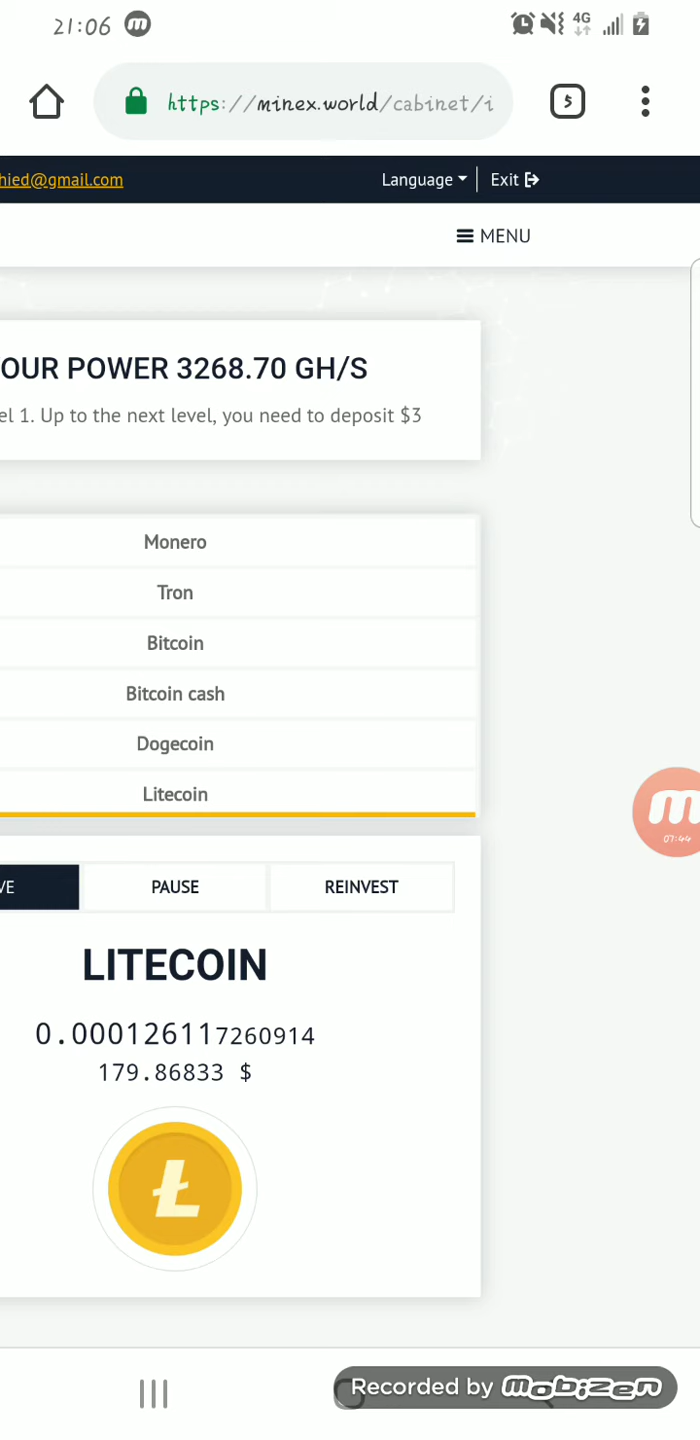 21:06
4G
https://minex.world/cabinet/i
5
hied@gmail.com
Language
Exit
MENU
OUR POWER 3268.70 GH/S
el 1. Up to the next level, you need to deposit $3
Monero
Tron
Bitcoin
Bitcoin cash
Dogecoin
Litecoin
VE
PAUSE
REINVEST
LITECOIN
0.000126117260914
179.86833 $
Ł
07:44
Recorded by mobizen